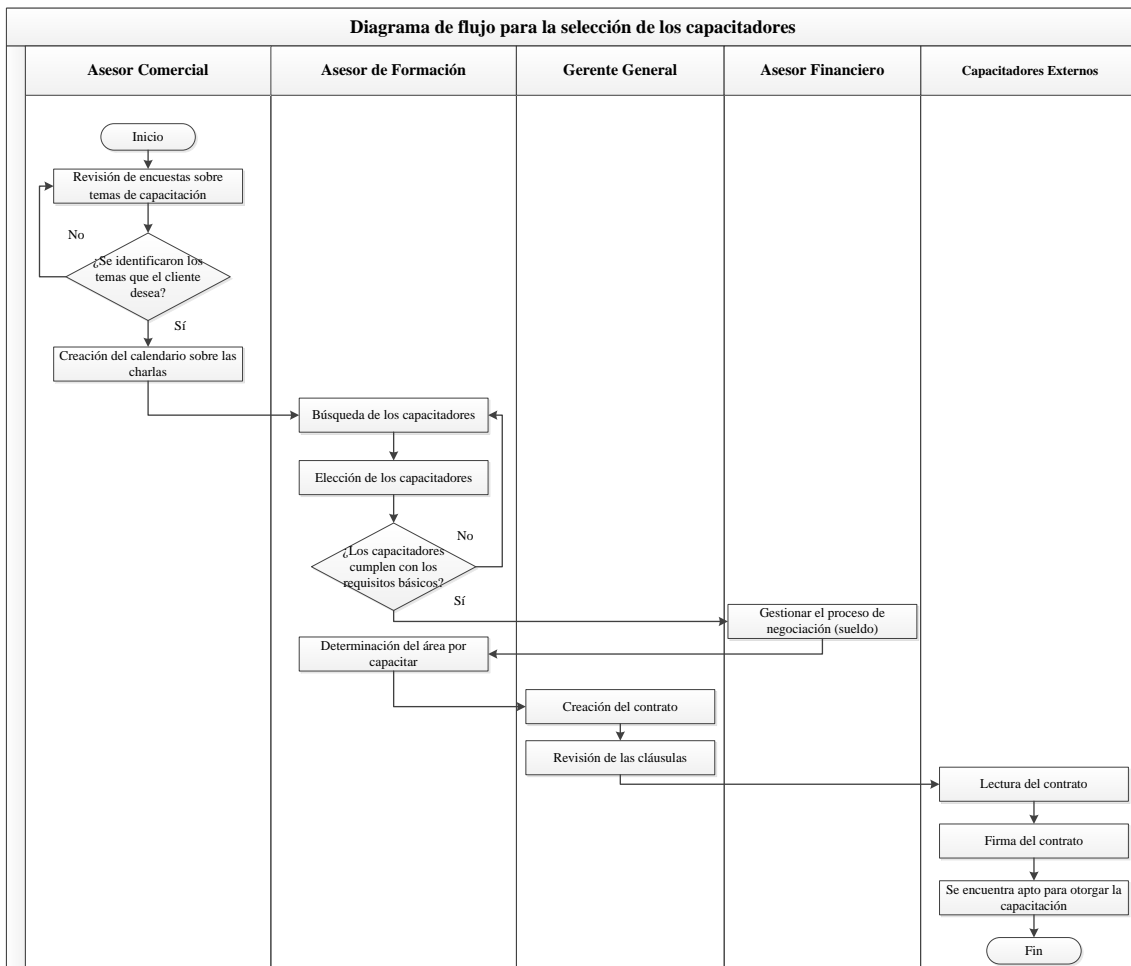 Diagrama de flujo para la selección de los capacitadores
Asesor Comercial
Asesor de Formación
Gerente General
Asesor Financiero
Capacitadores Externos
Inicio
Revisión de encuestas sobre
temas de capacitación
No
¿Se identificaron los
temas que el cliente
desea?
Sí
Creación del calendario sobre las
charlas
Búsqueda de los capacitadores
Elección de los capacitadores
No
¿Los capacitadores
cumplen con los
requisitos básicos?
Sí
Gestionar el proceso de
negociación (sueldo)
Determinación del área por
capacitar
Creación del contrato
Revisión de las cláusulas
Lectura del contrato
Firma del contrato
Se encuentra apto para otorgar la
capacitación
Fin